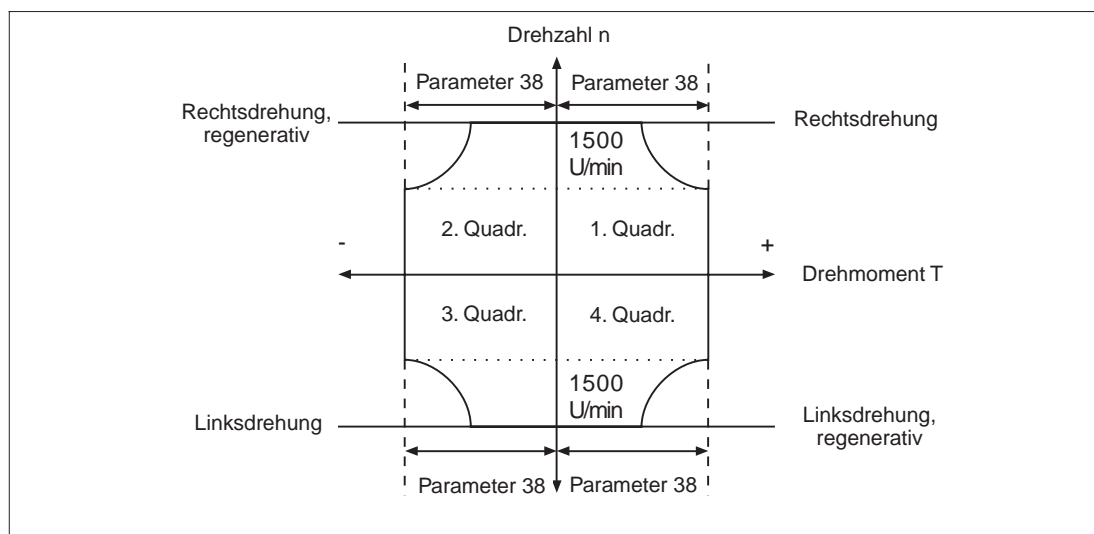 Drehzahl n
Parameter 38
Parameter 38
Rechtsdrehung,
regenerativ
Rechtsdrehung
1500
U/min
2. Quadr.
1. Quadr.
-
+
Drehmoment T
3. Quadr.
4. Quadr.
1500
U/min
Linksdrehung
Linksdrehung,
regenerativ
Parameter 38
Parameter 38